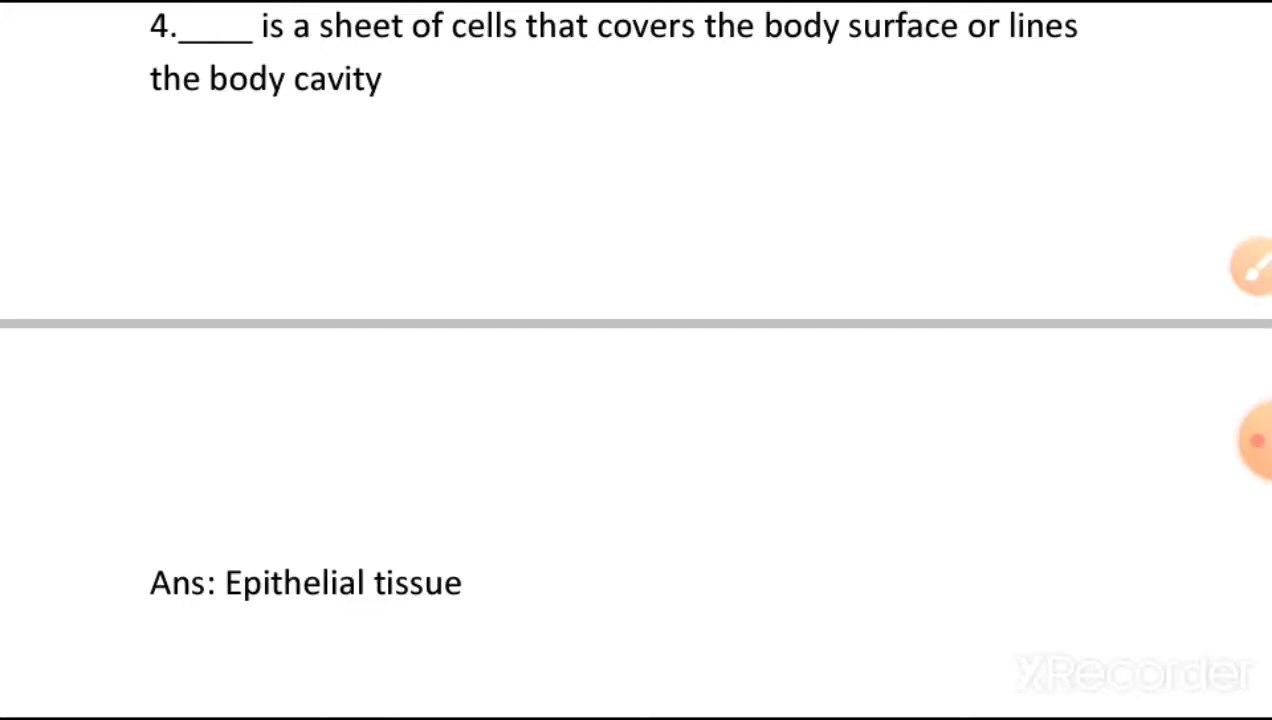 4.____ is a sheet of cells that covers the body surface or lines
the body cavity
Ans: Epithelial tissue
XRecorder